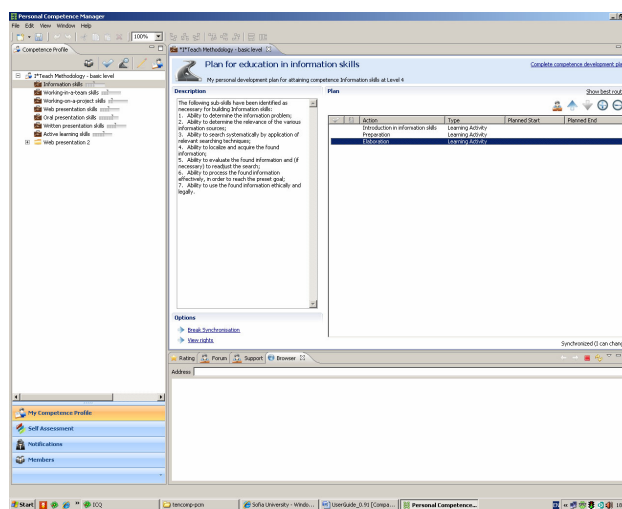 Personal Competence Manager
File Edit View Window Help
100%
Competence Profile
*I*Teach Methodology - basic level
I*Teach Methodology - basic level
Information skills
Working-in-a-team skills
Working-on-a-project skills
Web presentation skills
Oral presentation skills
Written presentation skills
Active learning skills
Web presentation 2
My Competence Profile
Self Assessment
Notifications
Members
Plan for education in information skills
Complete competence development pla
My personal development plan for attaining competence Information skills at Level 4
Description
The following sub-skills have been identified as
necessary for building Information skills:
1. Ability to determine the information problem;
2. Ability to determine the relevance of the various
information sources;
3. Ability to search systematically by application of
relevant searching techniques;
4. Ability to localize and acquire the found
information;
5. Ability to evaluate the found information and (if
necessary) to readjust the search;
6. Ability to process the found information
effectively, in order to reach the preset goal;
7. Ability to use the found information ethically and
legally.
Options
Break Synchronisation
View rights
Plan
Show best rout
Action Type Planned Start Planned End
Introduction in information skills Learning Activity
Preparation Learning Activity
Elaboration Learning Activity
Synchronized (I can chang
Rating Forum Support Browser
Address
Start ICQ tencomp-pcm Sofia University - Windo... UserGuide_0.91 [Compa... Personal Competence... 18